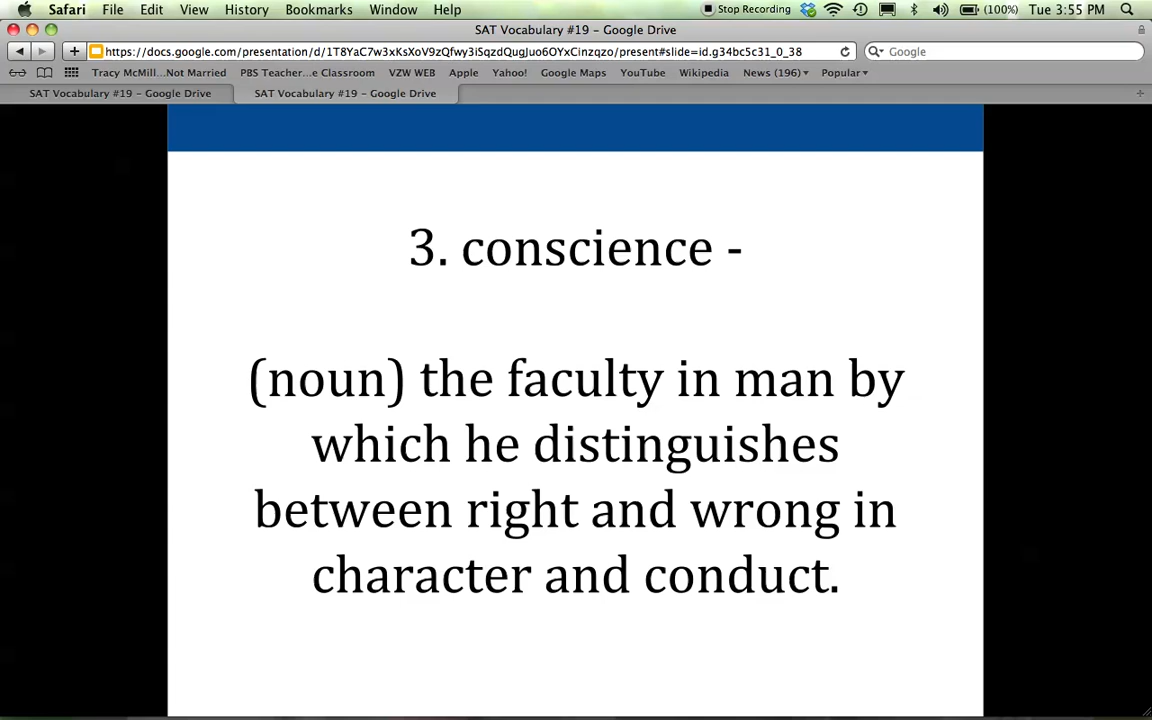 Safari File Edit View History Bookmarks Window Help Stop Recording (100%) Tue 3:55 PM
SAT Vocabulary #19 – Google Drive
https://docs.google.com/presentation/d/1T8YaC7w3xKsXoV9zQfwy3iSqzdQugJuo6OYxCinzqzo/present#slide=id.g34bc5c31_0_38 Google
Tracy McMill...Not Married PBS Teacher...e Classroom VZW WEB Apple Yahoo! Google Maps YouTube Wikipedia News (196) Popular
SAT Vocabulary #19 – Google Drive SAT Vocabulary #19 – Google Drive
3. conscience -
(noun) the faculty in man by
which he distinguishes
between right and wrong in
character and conduct.